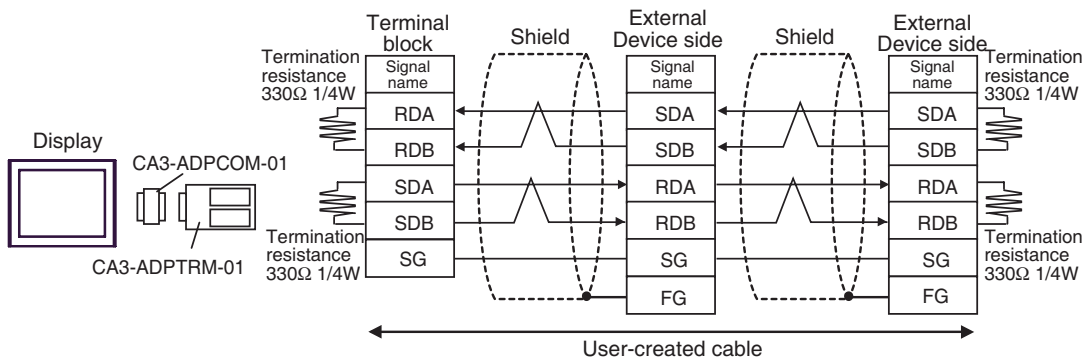 Display
CA3-ADPCOM-01
CA3-ADPTRM-01
Termination
resistance
330Ω 1/4W
Termination
resistance
330Ω 1/4W
Terminal
block
Signal
name
RDA
RDB
SDA
SDB
SG
Shield
External
Device side
Signal
name
SDA
SDB
RDA
RDB
SG
FG
Shield
External
Device side
Signal
name
SDA
SDB
RDA
RDB
SG
FG
Termination
resistance
330Ω 1/4W
Termination
resistance
330Ω 1/4W
User-created cable